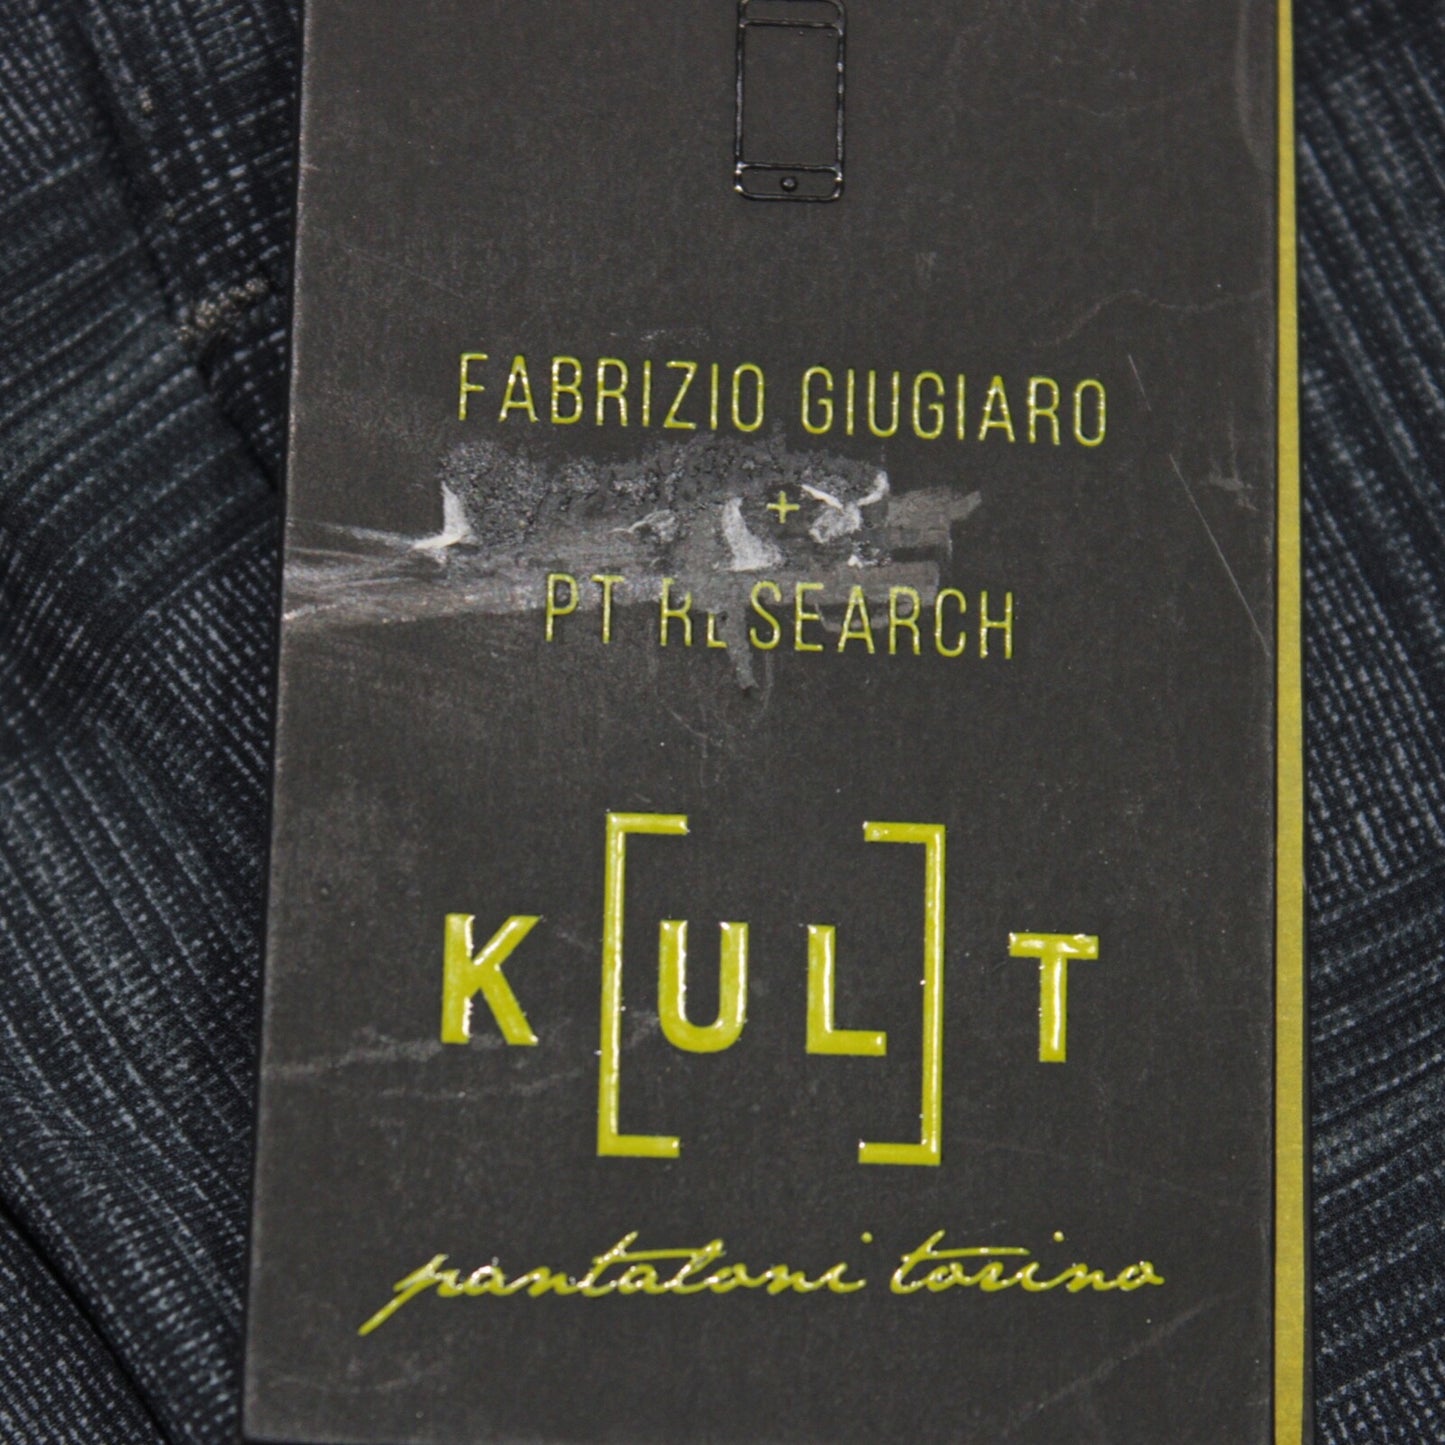 FABRIZIO GIUGIARO
+
PT RESEARCH
K[UL]T
pantaloni torino